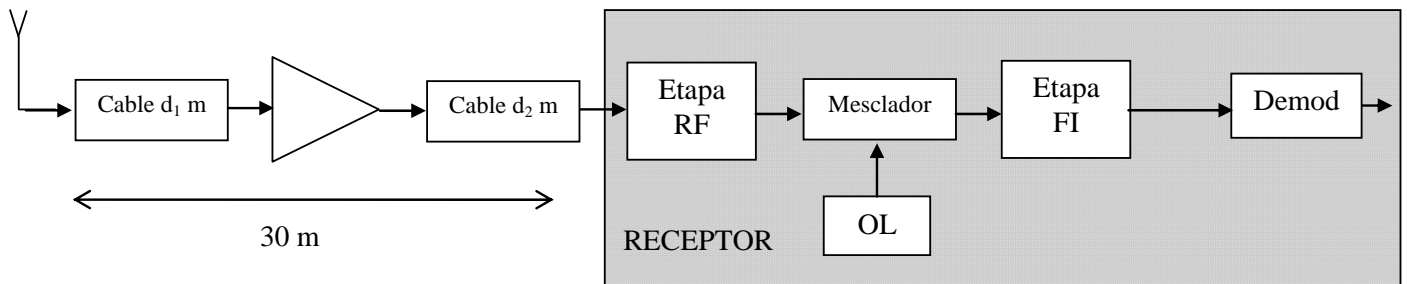 Cable d₁ m
Cable d₂ m
Etapa
RF
Mesclador
Etapa
FI
Demod
OL
30 m
RECEPTOR